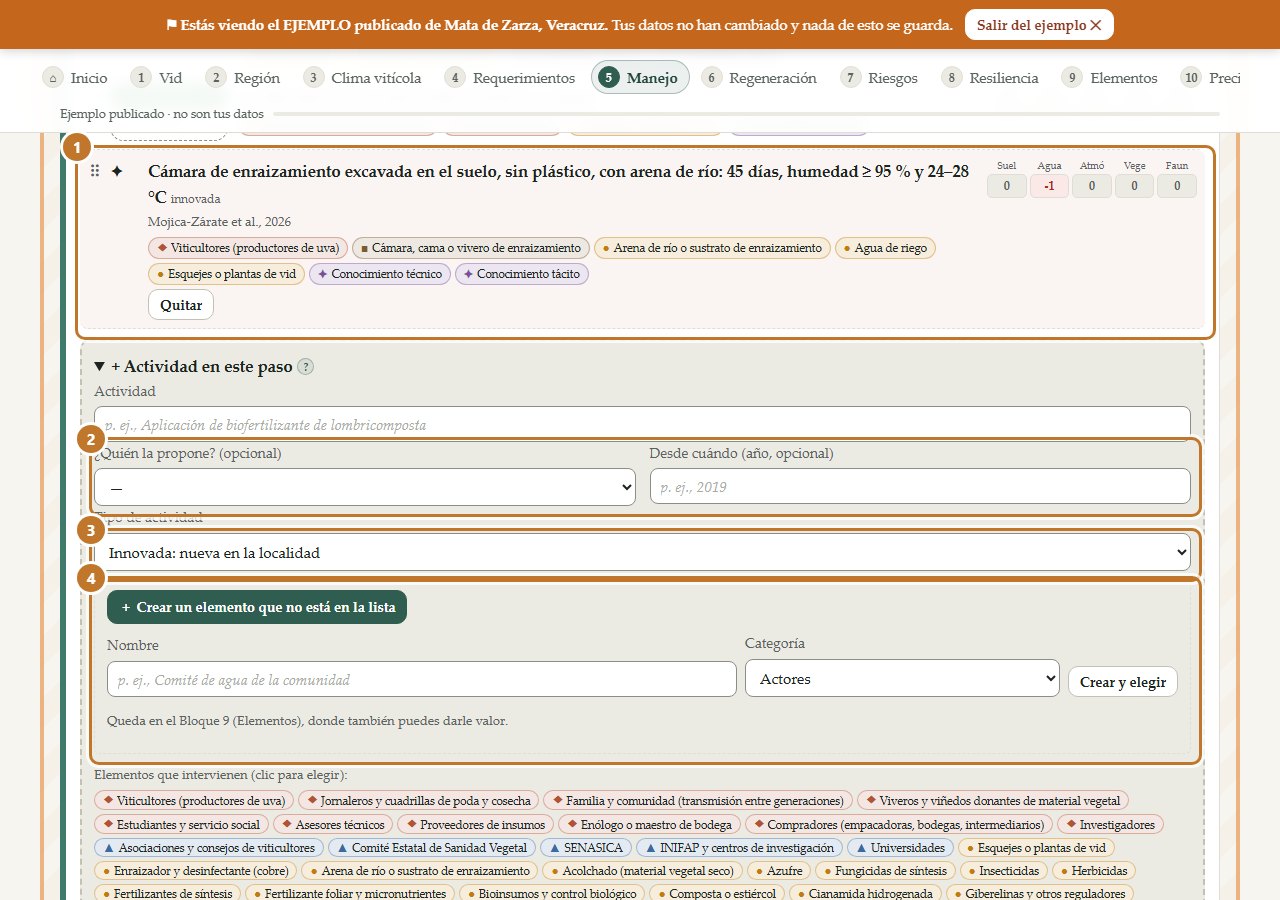 ⚑ Estás viendo el EJEMPLO publicado de Mata de Zarza, Veracruz. Tus datos no han cambiado y nada de esto se guarda. Salir del ejemplo ✕
⌂ Inicio 1 Vid 2 Región 3 Clima vitícola 4 Requerimientos 5 Manejo 6 Regeneración 7 Riesgos 8 Resiliencia 9 Elementos 10 Preci
Ejemplo publicado · no son tus datos
1
Cámara de enraizamiento excavada en el suelo, sin plástico, con arena de río: 45 días, humedad ≥ 95 % y 24–28
°C innovada
Suel Agua Atmó Vege Faun
0 -1 0 0 0
Mojica-Zárate et al., 2026
◆ Viticultores (productores de uva) ■ Cámara, cama o vivero de enraizamiento ● Arena de río o sustrato de enraizamiento ● Agua de riego
● Esquejes o plantas de vid ✦ Conocimiento técnico ✦ Conocimiento tácito
Quitar
▼ + Actividad en este paso ?
Actividad
p. ej., Aplicación de biofertilizante de lombricomposta
2
¿Quién la propone? (opcional) Desde cuándo (año, opcional)
— p. ej., 2019
Tipo de actividad
3
Innovada: nueva en la localidad
4
+ Crear un elemento que no está en la lista
Nombre Categoría
p. ej., Comité de agua de la comunidad Actores Crear y elegir
Queda en el Bloque 9 (Elementos), donde también puedes darle valor.
Elementos que intervienen (clic para elegir):
◆ Viticultores (productores de uva) ◆ Jornaleros y cuadrillas de poda y cosecha ◆ Familia y comunidad (transmisión entre generaciones) ◆ Viveros y viñedos donantes de material vegetal
◆ Estudiantes y servicio social ◆ Asesores técnicos ◆ Proveedores de insumos ◆ Enólogo o maestro de bodega ◆ Compradores (empacadoras, bodegas, intermediarios) ◆ Investigadores
▲ Asociaciones y consejos de viticultores ▲ Comité Estatal de Sanidad Vegetal ▲ SENASICA ▲ INIFAP y centros de investigación ▲ Universidades ● Esquejes o plantas de vid
● Enraizador y desinfectante (cobre) ● Arena de río o sustrato de enraizamiento ● Acolchado (material vegetal seco) ● Azufre ● Fungicidas de síntesis ● Insecticidas ● Herbicidas
● Fertilizantes de síntesis ● Fertilizante foliar y micronutrientes ● Bioinsumos y control biológico ● Composta o estiércol ● Cianamida hidrogenada ● Giberelinas y otros reguladores